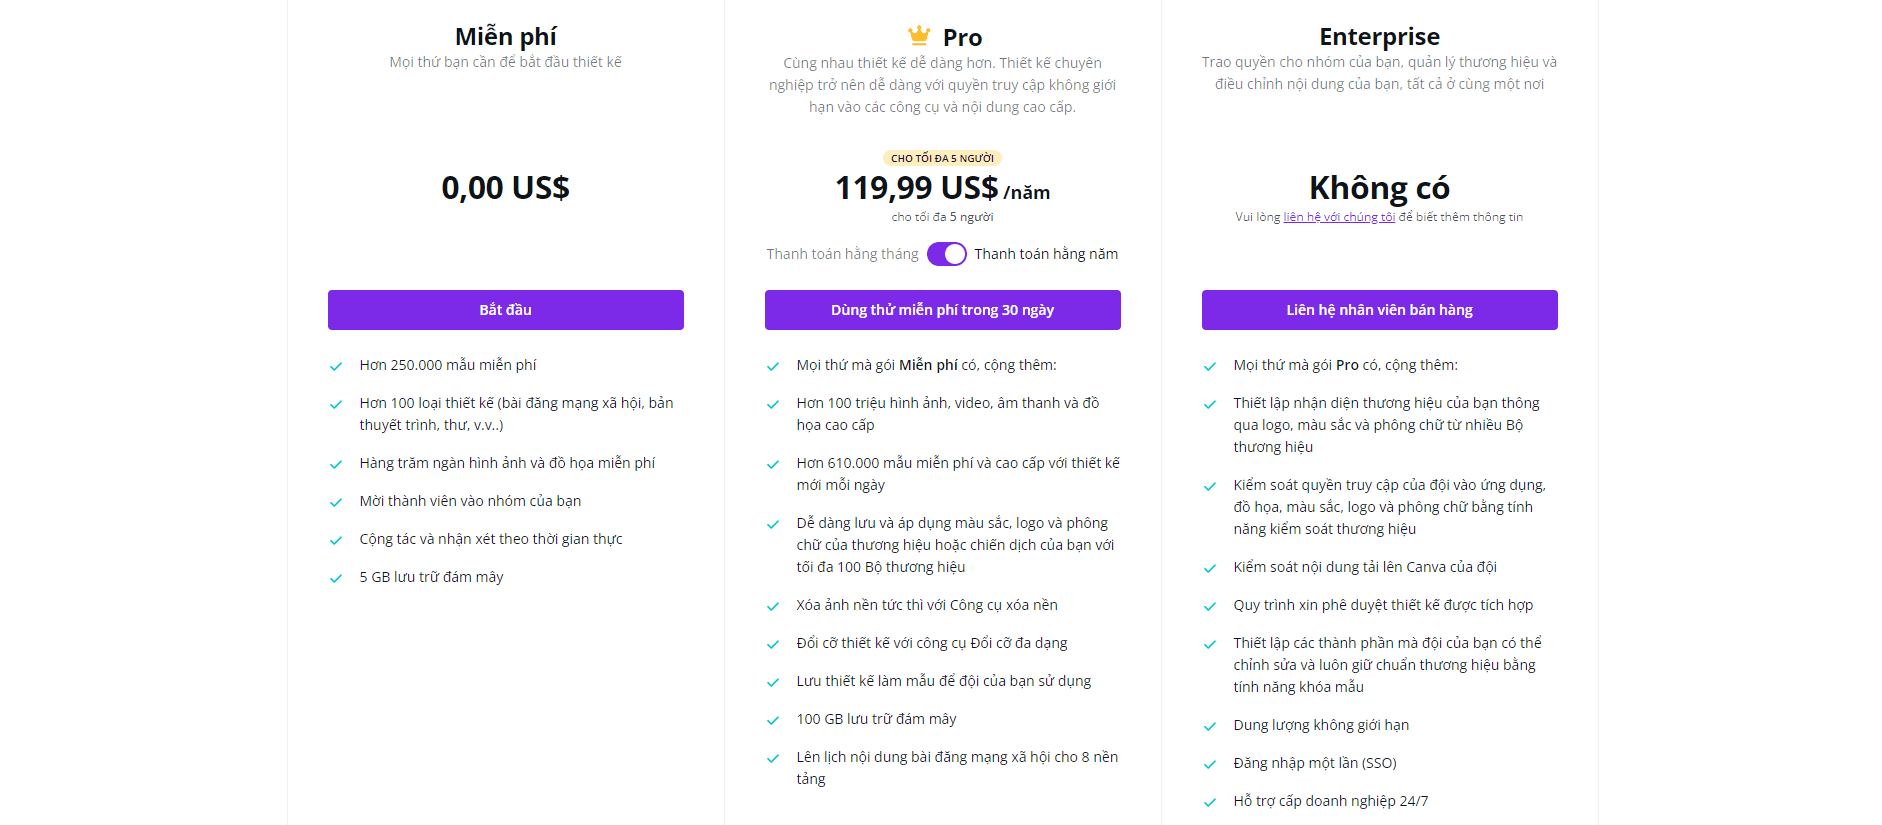 Miễn phí
Mọi thứ bạn cần để bắt đầu thiết kế
0,00 US$
Bắt đầu
Hơn 250.000 mẫu miễn phí
Hơn 100 loại thiết kế (bài đăng mạng xã hội, bản
thuyết trình, thư, v.v..)
Hàng trăm ngàn hình ảnh và đồ họa miễn phí
Mời thành viên vào nhóm của bạn
Cộng tác và nhận xét theo thời gian thực
5 GB lưu trữ đám mây
Pro
Cùng nhau thiết kế dễ dàng hơn. Thiết kế chuyên
nghiệp trở nên dễ dàng với quyền truy cập không giới
hạn vào các công cụ và nội dung cao cấp.
CHO TỐI ĐA 5 NGƯỜI
119,99 US$ /năm
cho tối đa 5 người
Thanh toán hằng tháng Thanh toán hằng năm
Dùng thử miễn phí trong 30 ngày
Mọi thứ mà gói Miễn phí có, cộng thêm:
Hơn 100 triệu hình ảnh, video, âm thanh và đồ
họa cao cấp
Hơn 610.000 mẫu miễn phí và cao cấp với thiết kế
mới mỗi ngày
Dễ dàng lưu và áp dụng màu sắc, logo và phông
chữ của thương hiệu hoặc chiến dịch của bạn với
tối đa 100 Bộ thương hiệu
Xóa ảnh nền tức thì với Công cụ xóa nền
Đổi cỡ thiết kế với công cụ Đổi cỡ đa dạng
Lưu thiết kế làm mẫu để đội của bạn sử dụng
100 GB lưu trữ đám mây
Lên lịch nội dung bài đăng mạng xã hội cho 8 nền
tảng
Enterprise
Trao quyền cho nhóm của bạn, quản lý thương hiệu và
điều chỉnh nội dung của bạn, tất cả ở cùng một nơi
Không có
Vui lòng liên hệ với chúng tôi để biết thêm thông tin
Liên hệ nhân viên bán hàng
Mọi thứ mà gói Pro có, cộng thêm:
Thiết lập nhận diện thương hiệu của bạn thông
qua logo, màu sắc và phông chữ từ nhiều Bộ
thương hiệu
Kiểm soát quyền truy cập của đội vào ứng dụng,
đồ họa, màu sắc, logo và phông chữ bằng tính
năng kiểm soát thương hiệu
Kiểm soát nội dung tải lên Canva của đội
Quy trình xin phê duyệt thiết kế được tích hợp
Thiết lập các thành phần mà đội của bạn có thể
chỉnh sửa và luôn giữ chuẩn thương hiệu bằng
tính năng khóa mẫu
Dung lượng không giới hạn
Đăng nhập một lần (SSO)
Hỗ trợ cấp doanh nghiệp 24/7